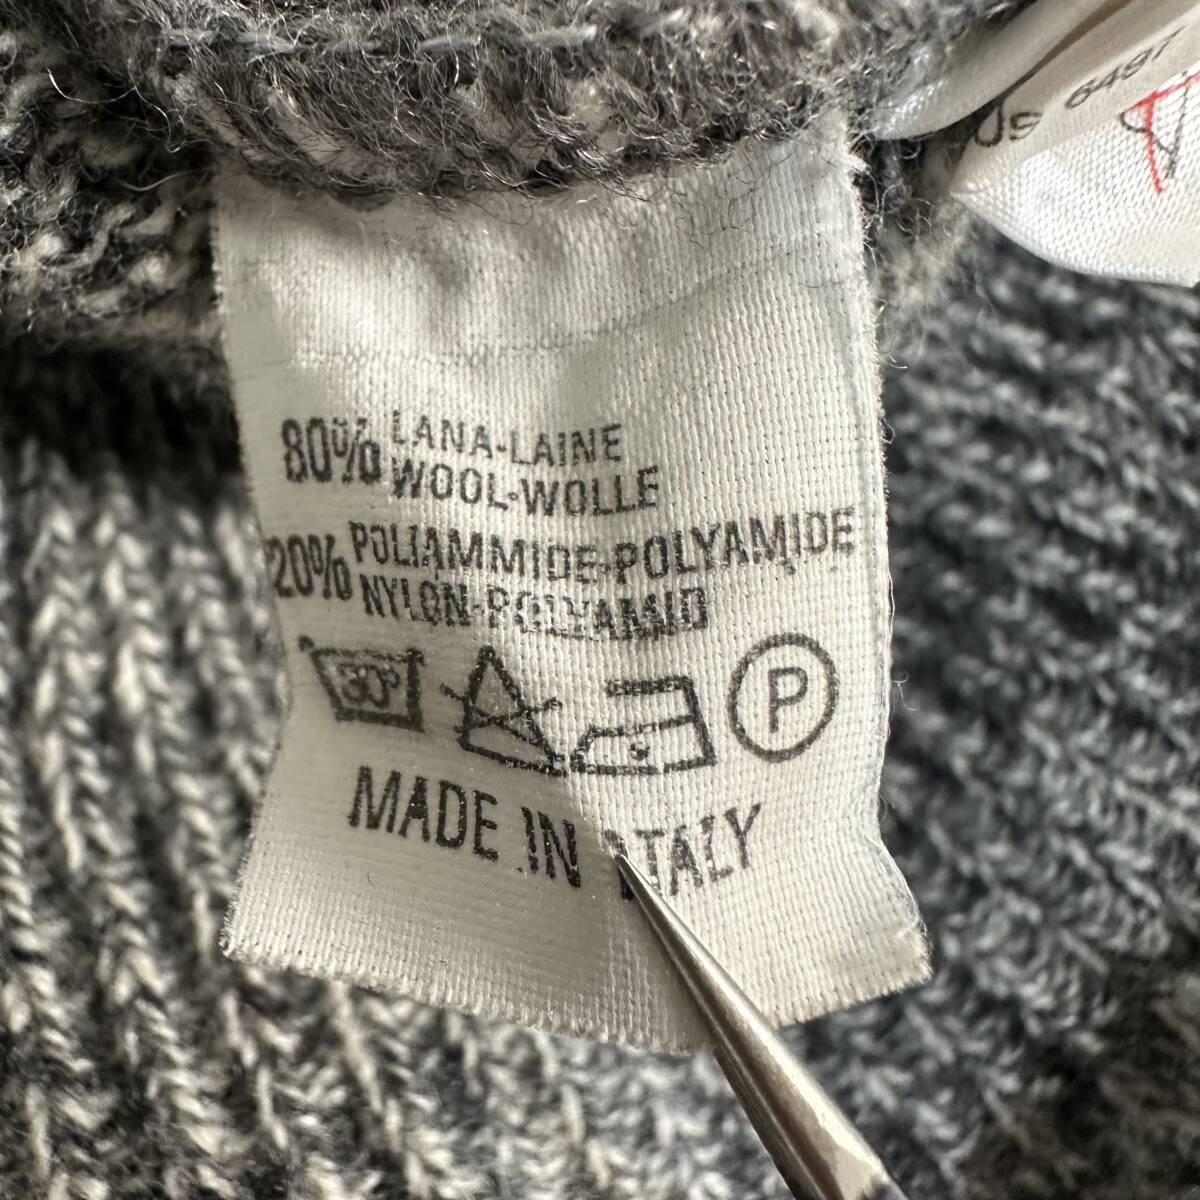 80% LANA-LAINE
WOOL-WOLLE
20% POLIAMMIDE-POLYAMIDE
NYLON-POLYAMID
30°
P
MADE IN ITALY